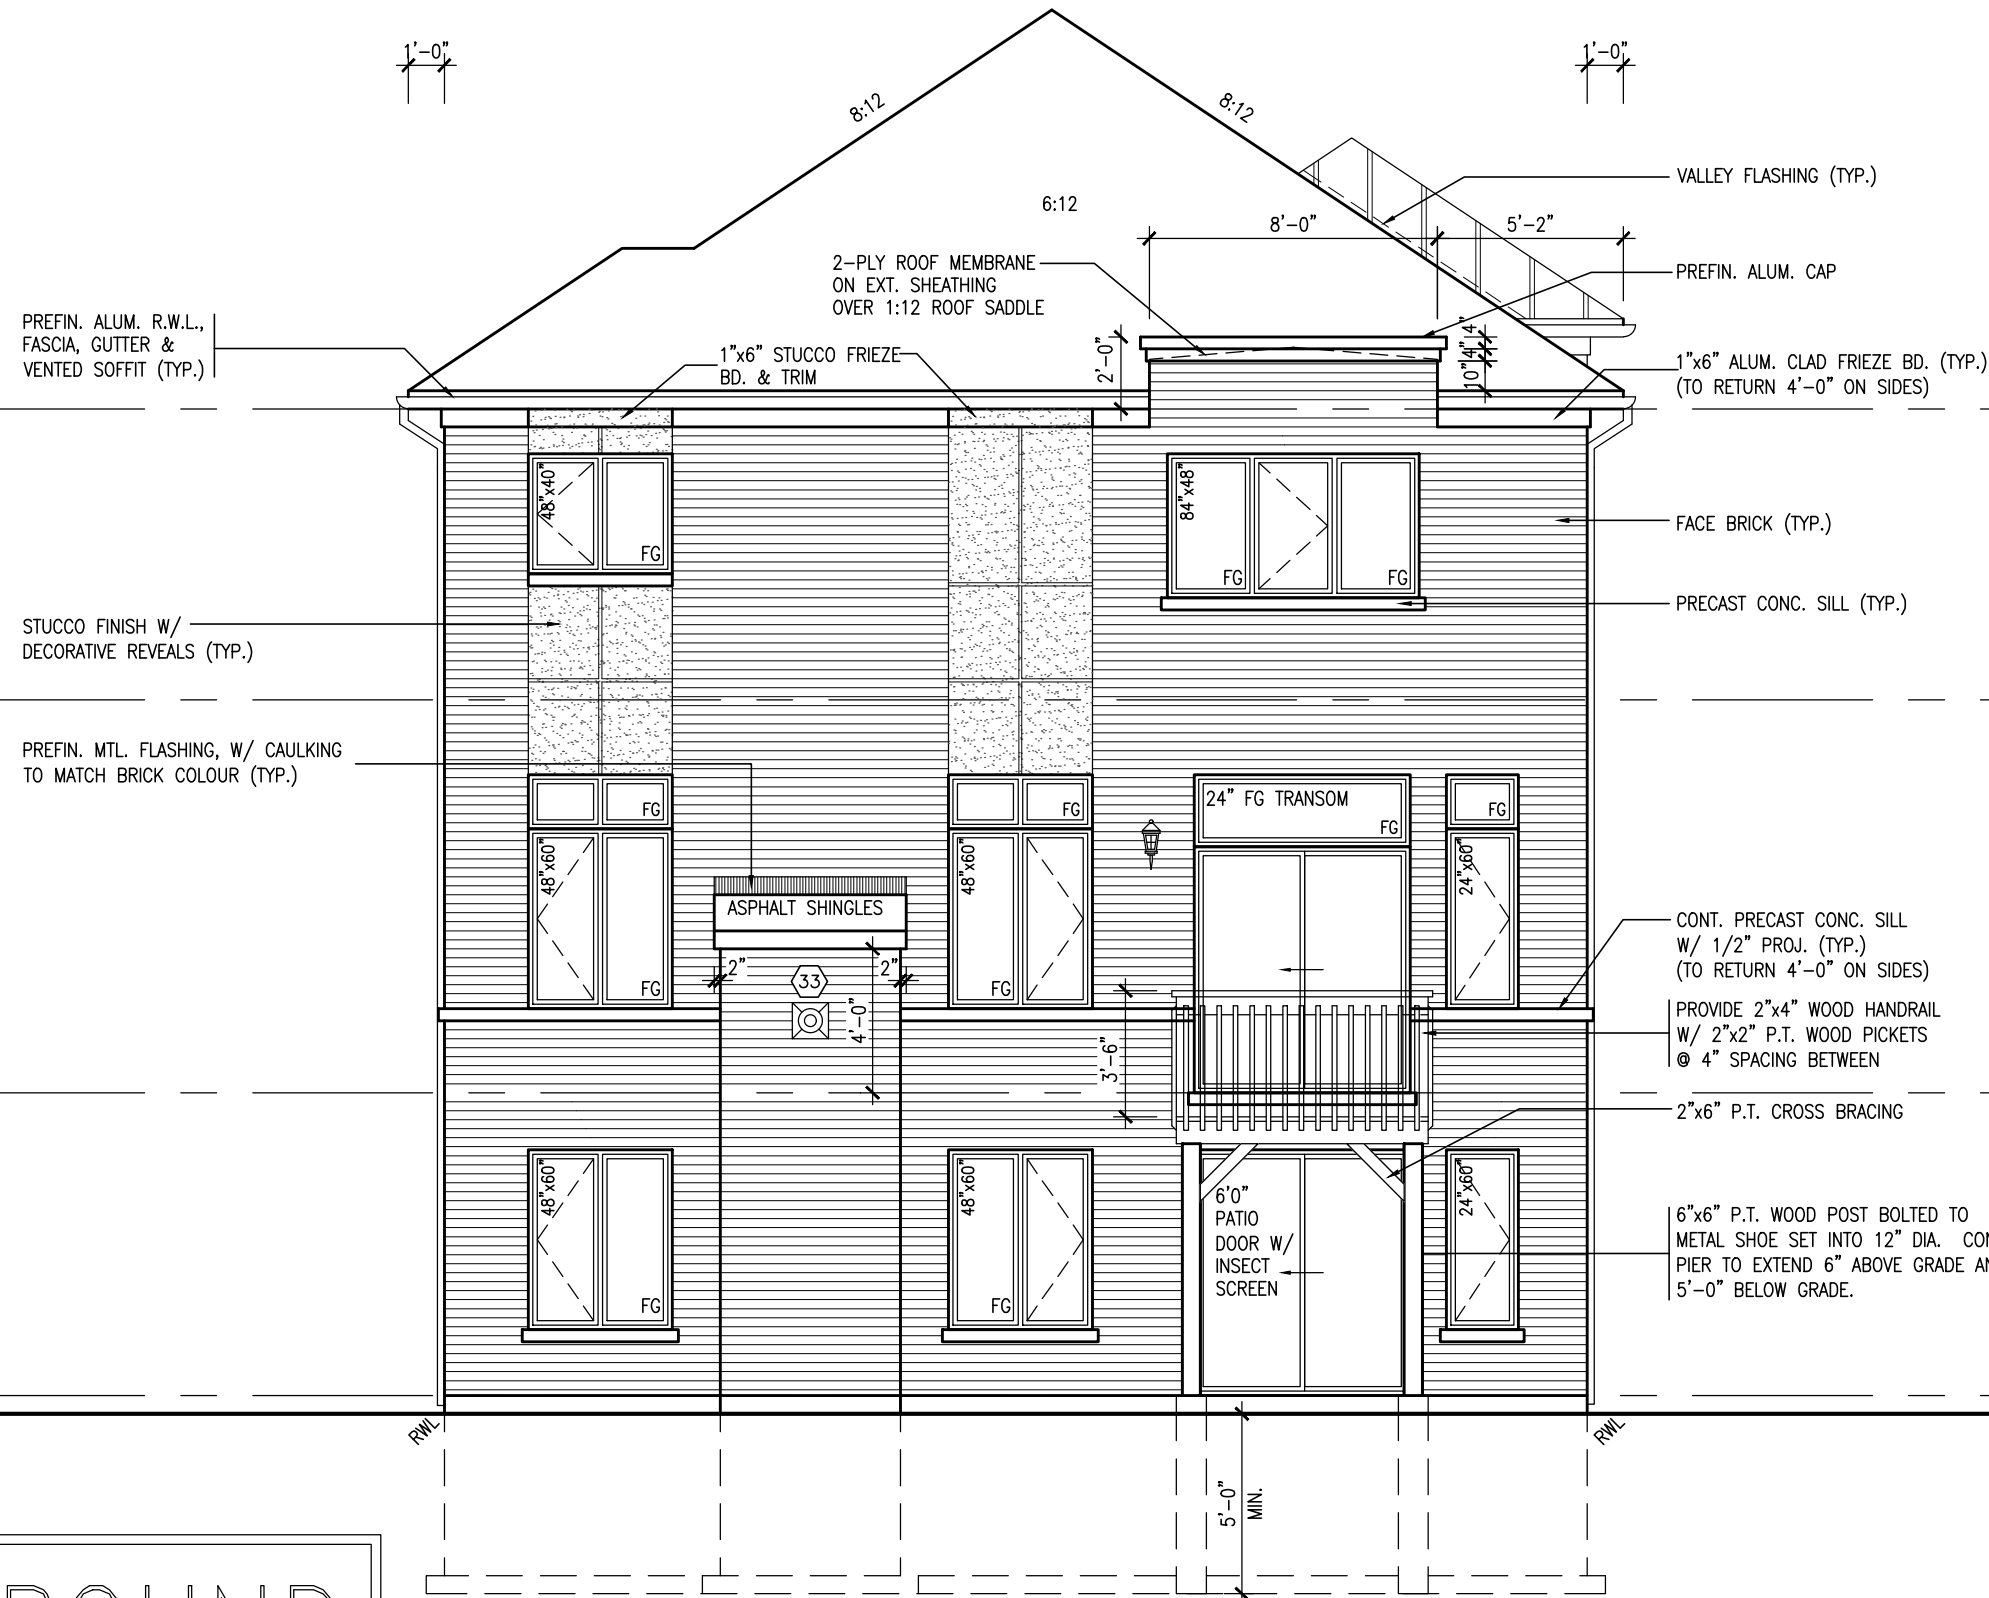 1'-0"
1'-0"
8:12
8:12
6:12
VALLEY FLASHING (TYP.)
8'-0"
5'-2"
2-PLY ROOF MEMBRANE
ON EXT. SHEATHING
OVER 1:12 ROOF SADDLE
PREFIN. ALUM. CAP
PREFIN. ALUM. R.W.L.,
FASCIA, GUTTER &
VENTED SOFFIT (TYP.)
1"x6" STUCCO FRIEZE
BD. & TRIM
2'-0"
4"
4"
10"
1"x6" ALUM. CLAD FRIEZE BD. (TYP.)
(TO RETURN 4'-0" ON SIDES)
48"x40"
FG
84"x48"
FG
FG
FACE BRICK (TYP.)
PRECAST CONC. SILL (TYP.)
STUCCO FINISH W/
DECORATIVE REVEALS (TYP.)
PREFIN. MTL. FLASHING, W/ CAULKING
TO MATCH BRICK COLOUR (TYP.)
FG
FG
24" FG TRANSOM
FG
FG
48"x60"
FG
48"x60"
FG
24"x60"
ASPHALT SHINGLES
2"
33
2"
4'-0"
3'-6"
CONT. PRECAST CONC. SILL
W/ 1/2" PROJ. (TYP.)
(TO RETURN 4'-0" ON SIDES)
PROVIDE 2"x4" WOOD HANDRAIL
W/ 2"x2" P.T. WOOD PICKETS
@ 4" SPACING BETWEEN
2"x6" P.T. CROSS BRACING
48"x60"
FG
48"x60"
FG
6'0"
PATIO
DOOR W/
INSECT
SCREEN
24"x60"
6"x6" P.T. WOOD POST BOLTED TO
METAL SHOE SET INTO 12" DIA.
PIER TO EXTEND 6" ABOVE GRADE
5'-0" BELOW GRADE.
RWL
RWL
5'-0"
MIN.